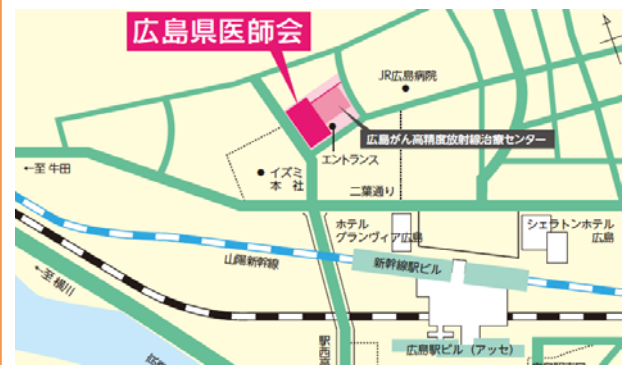 広島県医師会
JR広島病院
広島がん高精度放射線治療センター
エントランス
←至 牛田
イズミ
本 社
二葉通り
ホテル
グランヴィア広島
シェラトンホテル
広島
山陽新幹線
新幹線駅ビル
←至 横川
広島駅ビル（アッセ）
駅西高